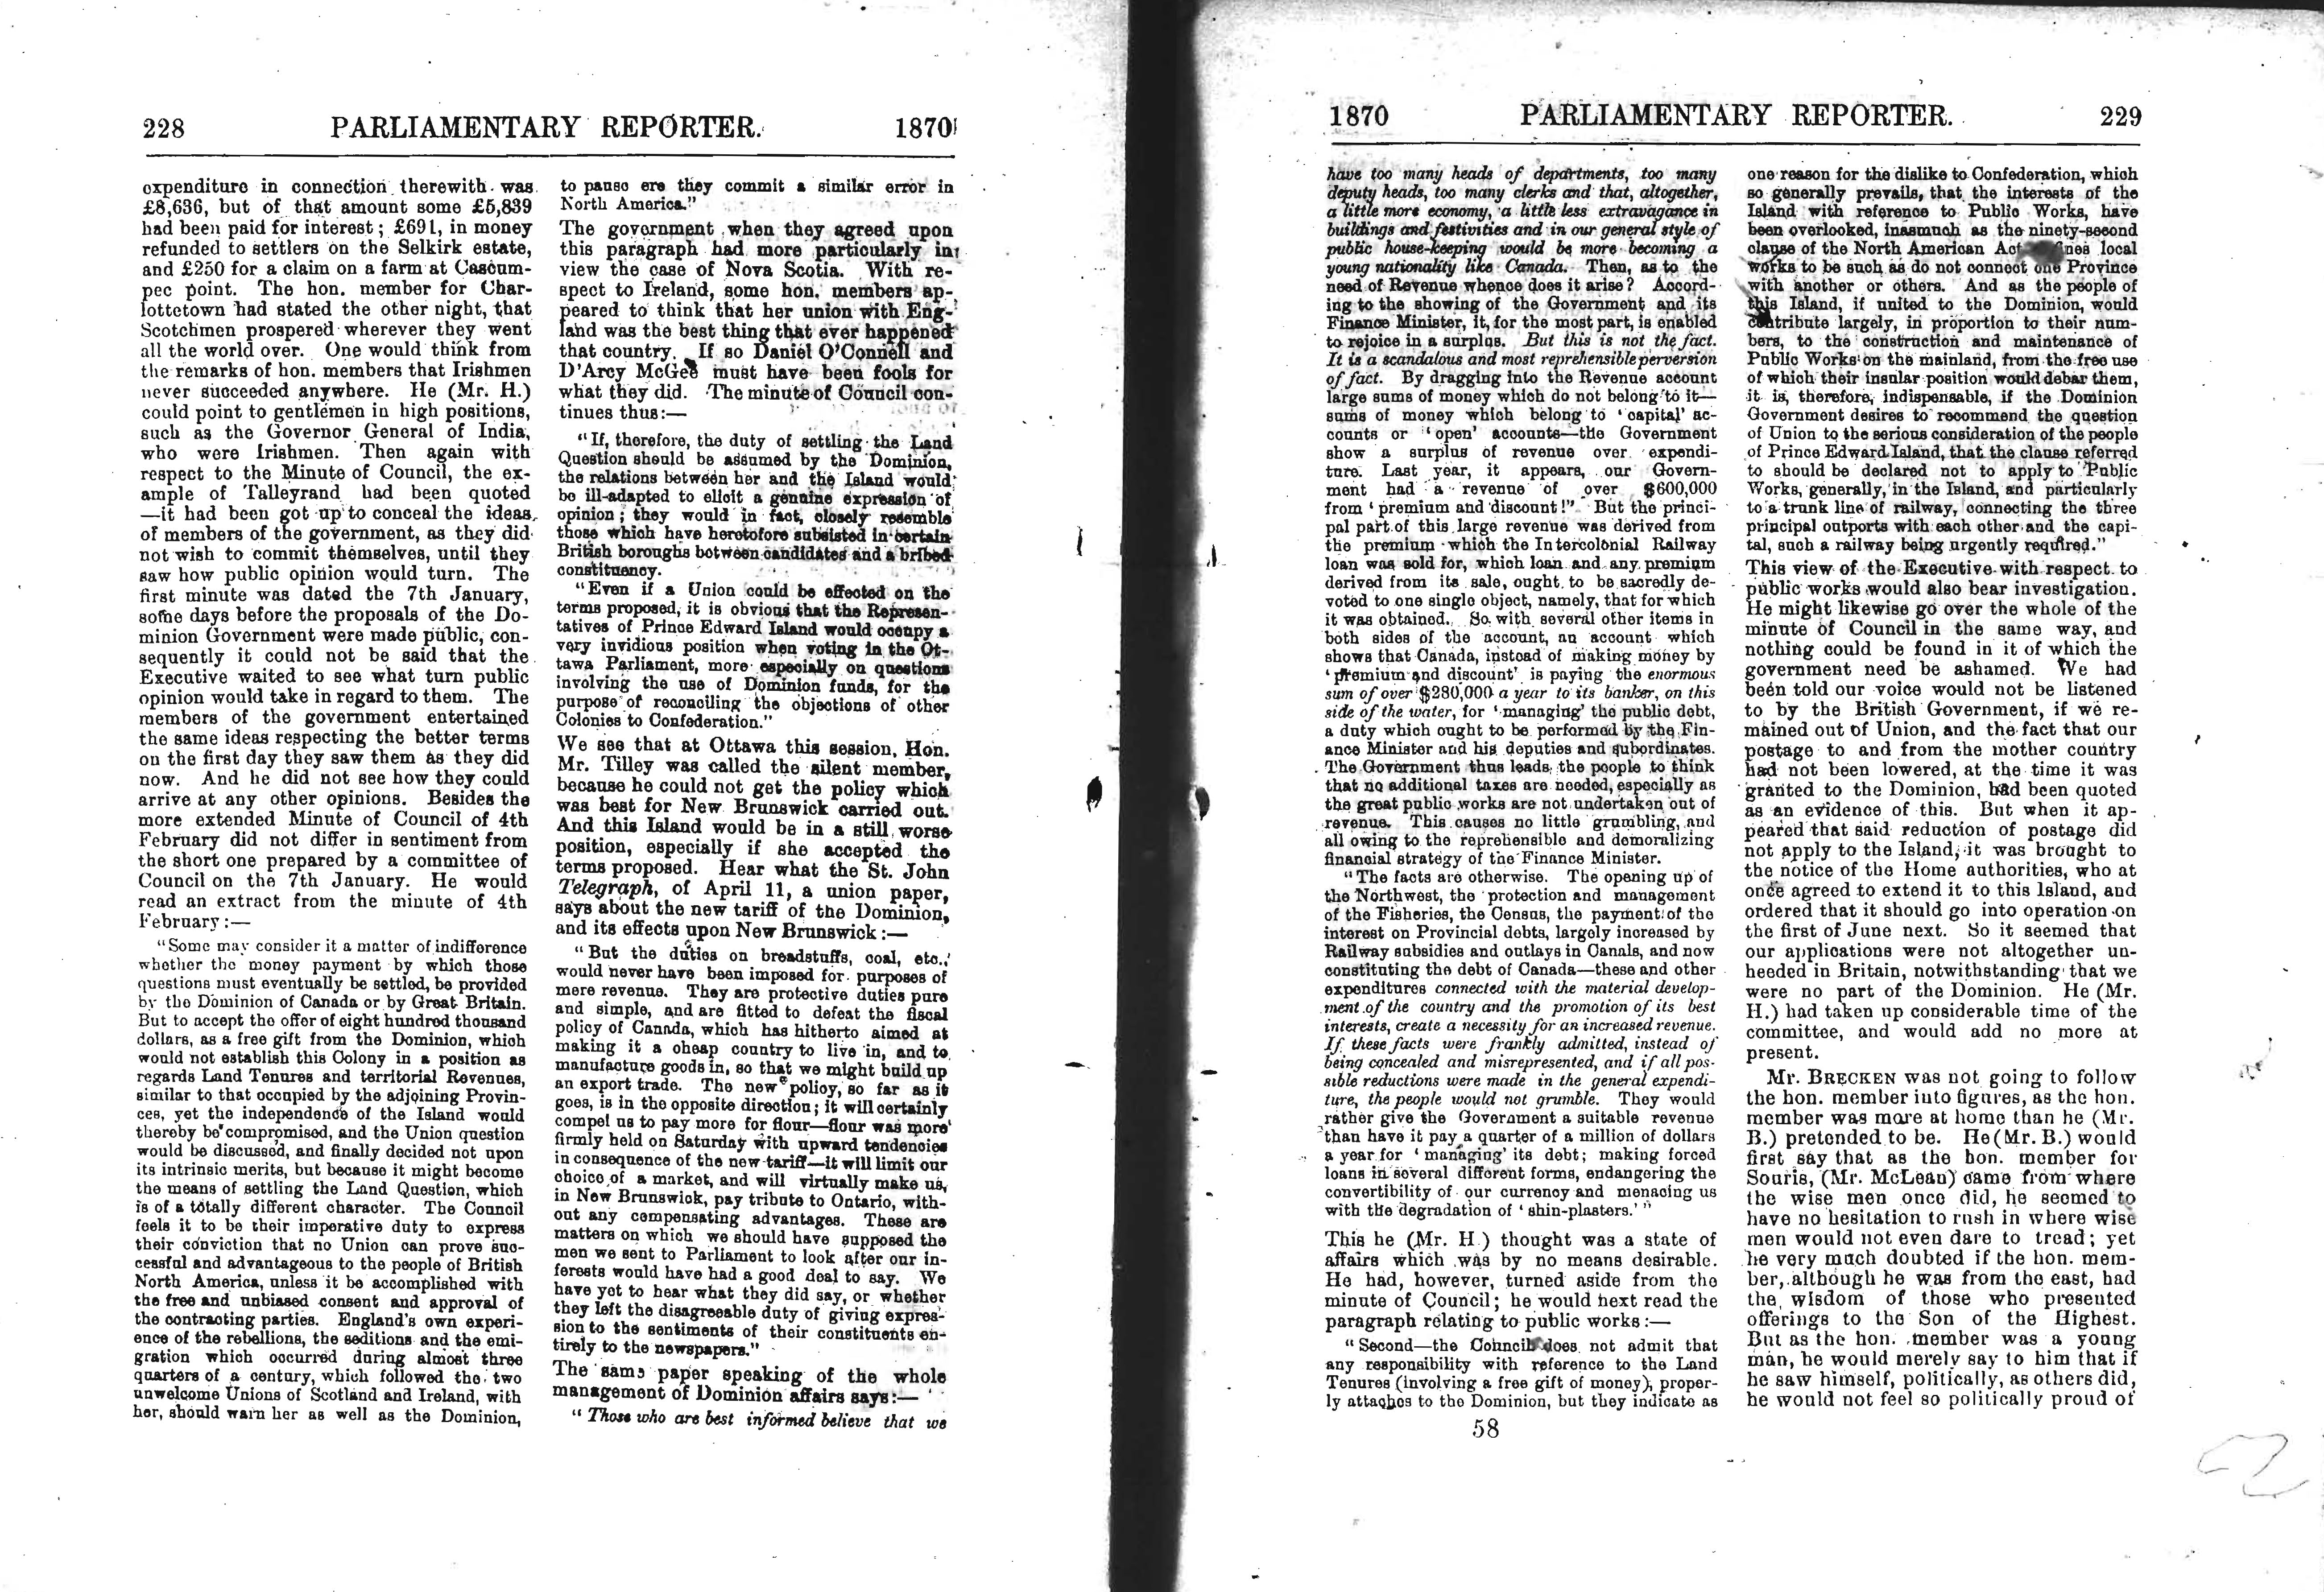 228 PARLIAMENTARY REPORTER. 1870
expenditure in connection therewith was
£8,636, but of that amount some £5,839
had been paid for interest; £691, in money
refunded to settlers on the Selkirk estate,
and £250 for a claim on a farm at Cascum-
pec point. The hon. member for Char-
lottetown had stated the other night, that
Scotchmen prospered wherever they went
all the world over. One would think from
the remarks of hon. members that Irishmen
never succeeded anywhere. He (Mr. H.)
could point to gentlemen in high positions,
such as the Governor General of India,
who were Irishmen. Then again with
respect to the Minute of Council, the ex-
ample of Talleyrand had been quoted
—it had been got up to conceal the ideas
of members of the government, as they did
not wish to commit themselves, until they
saw how public opinion would turn. The
first minute was dated the 7th January,
some days before the proposals of the Do-
minion Government were made public, con-
sequently it could not be said that the
Executive waited to see what turn public
opinion would take in regard to them. The
members of the government entertained
the same ideas respecting the better terms
on the first day they saw them as they did
now. And he did not see how they could
arrive at any other opinions. Besides the
more extended Minute of Council of 4th
February did not differ in sentiment from
the short one prepared by a committee of
Council on the 7th January. He would
read an extract from the minute of 4th
February:—
"Some may consider it a matter of indifference
whether the money payment by which those
questions must eventually be settled, be provided
by the Dominion of Canada or by Great Britain.
But to accept the offer of eight hundred thousand
dollars, as a free gift from the Dominion, which
would not establish this Colony in a position as
regards Land Tenures and territorial Revenues,
similar to that occupied by the adjoining Provin-
ces, yet the independence of the Island would
thereby be compromised, and the Union question
would be discussed, and finally decided not upon
its intrinsic merits, but because it might become
the means of settling the Land Question, which
is of a totally different character. The Council
feels it to be their imperative duty to express
their conviction that no Union can prove suc-
cessful and advantageous to the people of British
North America, unless it be accomplished with
the free and unbiased consent and approval of
the contracting parties. England's own experi-
ence of the rebellions, the seditions and the emi-
gration which occurred during almost three
quarters of a century, which followed the two
unwelcome Unions of Scotland and Ireland, with
her, should warn her as well as the Dominion,
to pause ere they commit a similar error in
North America."
The government when they agreed upon
this paragraph had more particularly in
view the case of Nova Scotia. With re-
spect to Ireland, some hon. members ap-
peared to think that her union with Eng-
land was the best thing that ever happened
that country. If so Daniel O'Connell and
D'Arcy McGee must have been fools for
what they did. The minute of Council con-
tinues thus:—
"If, therefore, the duty of settling the Land
Question should be assumed by the Dominion,
the relations between her and the Island would
be ill-adapted to elicit a genuine expression of
opinion; they would in fact, closely resemble
those which have heretofore subsisted in certain
British boroughs between candidates and a bribed
constituency.
"Even if a Union could be effected on the
terms proposed, it is obvious that the Represen-
tatives of Prince Edward Island would occupy a
very invidious position when voting in the Ot-
tawa Parliament, more especially on questions
involving the use of Dominion funds, for the
purpose of reconciling the objections of other
Colonies to Confederation."
We see that at Ottawa this session, Hon.
Mr. Tilley was called the silent member,
because he could not get the policy which
was best for New Brunswick carried out.
And this Island would be in a still worse
position, especially if she accepted the
terms proposed. Hear what the St. John
Telegraph, of April 11, a union paper,
says about the new tariff of the Dominion,
and its effects upon New Brunswick:—
"But the duties on breadstuffs, coal, etc.,
would never have been imposed for purposes of
mere revenue. They are protective duties pure
and simple, and are fitted to defeat the fiscal
policy of Canada, which has hitherto aimed at
making it a cheap country to live in, and to
manufacture goods in, so that we might build up
an export trade. The new policy, so far as it
goes, is in the opposite direction; it will certainly
compel us to pay more for flour—flour was more
firmly held on Saturday with upward tendencies
in consequence of the new tariff—it will limit our
choice of a market, and will virtually make us,
in New Brunswick, pay tribute to Ontario, with-
out any compensating advantages. These are
matters on which we should have supposed the
men we sent to Parliament to look after our in-
terests would have had a good deal to say. We
have yet to hear what they did say, or whether
they left the disagreeable duty of giving expres-
sion to the sentiments of their constituents en-
tirely to the newspapers."
The same paper speaking of the whole
management of Dominion affairs says:—
"Those who are best informed believe that we
1870 PARLIAMENTARY REPORTER. 229
have too many heads of departments, too many
deputy heads, too many clerks and that, altogether,
a little more economy, a little less extravagance in
buildings and festivities and in our general style of
public house-keeping would be more becoming a
young nationality like Canada. Then, as to the
need of Revenue whence does it arise? Accord-
ing to the showing of the Government and its
Finance Minister, it, for the most part, is enabled
to rejoice in a surplus. But this is not the fact.
It is a scandalous and most reprehensible perversion
of fact. By dragging into the Revenue account
large sums of money which do not belong to it—
sums of money which belong to 'capital' ac-
counts or 'open' accounts—the Government
show a surplus of revenue over expendi-
ture. Last year, it appears, our Govern-
ment had a revenue of over $600,000
from 'premium and discount!" But the princi-
pal part of this large revenue was derived from
the premium which the Intercolonial Railway
loan was sold for, which loan and any premium
derived from its sale, ought to be sacredly de-
voted to one single object, namely, that for which
it was obtained. So with several other items in
both sides of the account, an account which
shows that Canada, instead of making money by
'premium and discount' is paying the enormous
sum of over $280,000 a year to its banker, on this
side of the water, for 'managing' the public debt,
a duty which ought to be performed by the Fin-
ance Minister and his deputies and subordinates.
The Government thus leads the people to think
that no additional taxes are needed, especially as
the great public works are not undertaken out of
revenue. This causes no little grumbling, and
all owing to the reprehensible and demoralizing
financial strategy of the Finance Minister.
"The facts are otherwise. The opening up of
the Northwest, the protection and management
of the Fisheries, the Census, the payment of the
interest on Provincial debts, largely increased by
Railway subsidies and outlays in Canals, and now
constituting the debt of Canada—these and other
expenditures connected with the material develop-
ment of the country and the promotion of its best
interests, create a necessity for an increased revenue.
If these facts were frankly admitted, instead of
being concealed and misrepresented, and if all pos-
sible reductions were made in the general expendi-
ture, the people would not grumble. They would
rather give the Government a suitable revenue
than have it pay a quarter of a million of dollars
a year for 'managing' its debt; making forced
loans in several different forms, endangering the
convertibility of our currency and menacing us
with the degradation of 'shin-plasters.'"
This he (Mr. H.) thought was a state of
affairs which was by no means desirable.
He had, however, turned aside from the
minute of Council; he would next read the
paragraph relating to public works:—
"Second—the Council does not admit that
any responsibility with reference to the Land
Tenures (involving a free gift of money), proper-
ly attaches to the Dominion, but they indicate as
58
one reason for the dislike to Confederation, which
so generally prevails, that the interests of the
Island with reference to Public Works, have
been overlooked, inasmuch as the ninety-second
clause of the North American Act local
works to be such as do not connect one Province
with another or others. And as the people of
this Island, if united to the Dominion, would
contribute largely, in proportion to their num-
bers, to the construction and maintenance of
Public Works on the mainland, from the free use
of which their insular position would debar them,
it is, therefore, indispensable, if the Dominion
Government desires to recommend the question
of Union to the serious consideration of the people
of Prince Edward Island, that the clause referred
to should be declared not to apply to Public
Works, generally, in the Island, and particularly
to a trunk line of railway, connecting the three
principal outports with each other and the capi-
tal, such a railway being urgently required."
This view of the Executive with respect to
public works would also bear investigation.
He might likewise go over the whole of the
minute of Council in the same way, and
nothing could be found in it of which the
government need be ashamed. We had
been told our voice would not be listened
to by the British Government, if we re-
mained out of Union, and the fact that our
postage to and from the mother country
had not been lowered, at the time it was
granted to the Dominion, had been quoted
as an evidence of this. But when it ap-
peared that said reduction of postage did
not apply to the Island, it was brought to
the notice of the Home authorities, who at
once agreed to extend it to this Island, and
ordered that it should go into operation on
the first of June next. So it seemed that
our applications were not altogether un-
heeded in Britain, notwithstanding that we
were no part of the Dominion. He (Mr.
H.) had taken up considerable time of the
committee, and would add no more at
present.
Mr. BRECKEN was not going to follow
the hon. member into figures, as the hon.
member was more at home than he (Mr.
B.) pretended to be. He (Mr. B.) would
first say that as the hon. member for
Souris, (Mr. McLean) came from where
the wise men once did, he seemed to
have no hesitation to rush in where wise
men would not even dare to tread; yet
he very much doubted if the hon. mem-
ber, although he was from the east, had
the wisdom of those who presented
offerings to the Son of the Highest.
But as the hon. member was a young
man, he would merely say to him that if
he saw himself, politically, as others did,
he would not feel so politically proud of